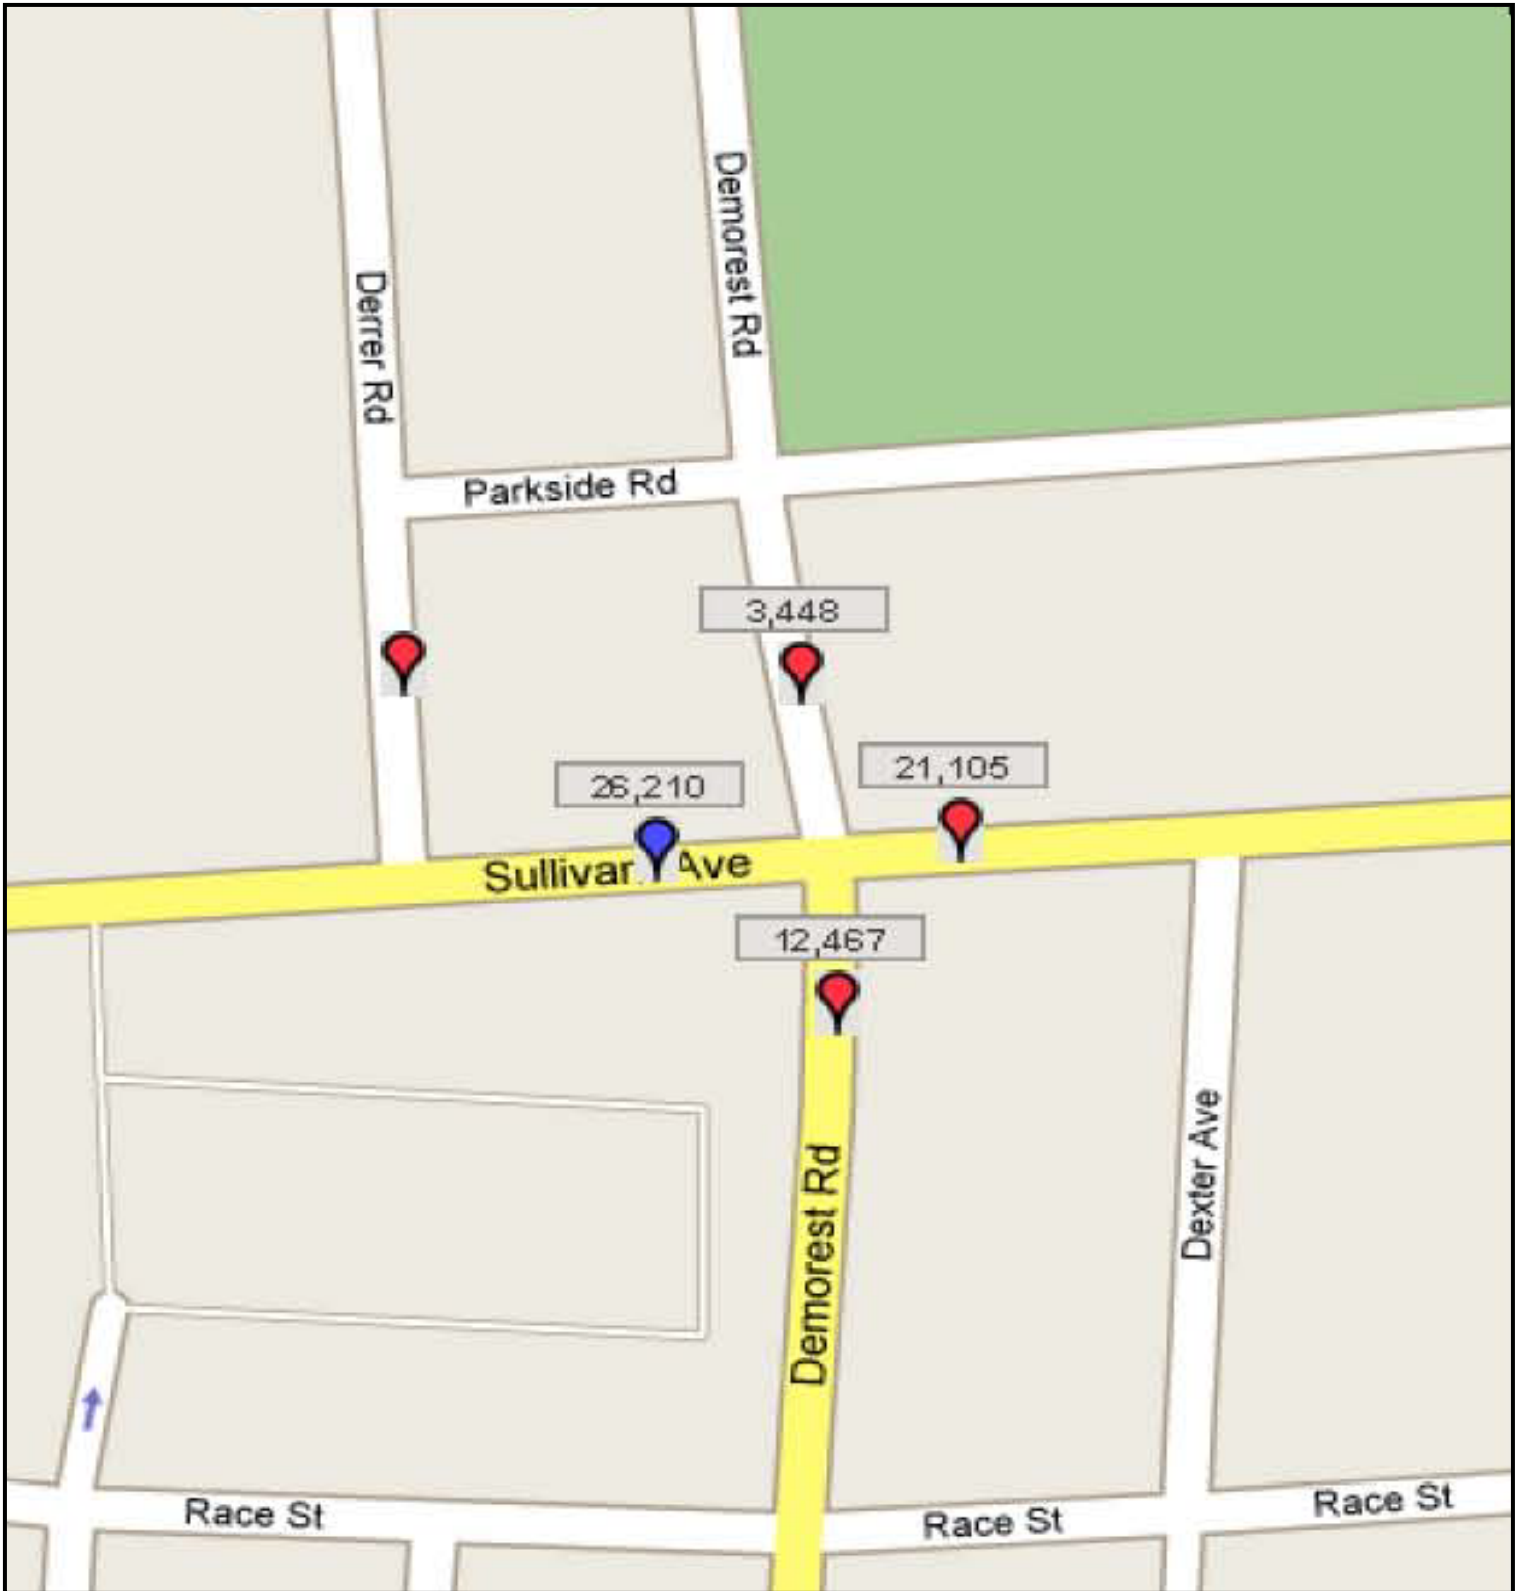 Demorest Rd
Derrer Rd
Parkside Rd
3,448
21,105
26,210
Sullivan Ave
12,467
Dexter Ave
Demorest Rd
Race St
Race St
Race St